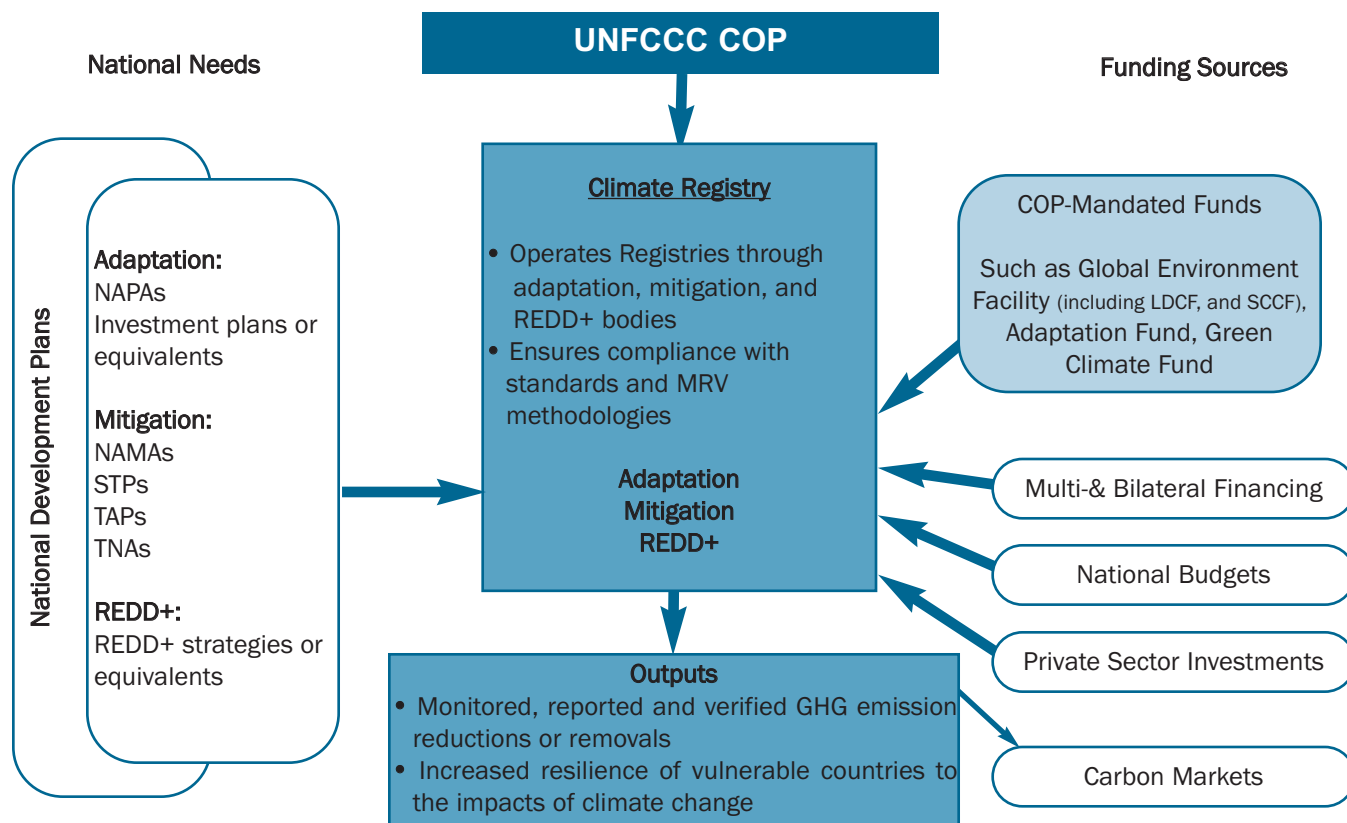 UNFCCC COP
National Needs
Funding Sources
National Development Plans
Adaptation:
NAPAs
Investment plans or
equivalents
Mitigation:
NAMAs
STPs
TAPs
TNAs
REDD+:
REDD+ strategies or
equivalents
Climate Registry
• Operates Registries through
adaptation, mitigation, and
REDD+ bodies
• Ensures compliance with
standards and MRV
methodologies
Adaptation
Mitigation
REDD+
Outputs
• Monitored, reported and verified GHG emission
reductions or removals
• Increased resilience of vulnerable countries to
the impacts of climate change
COP-Mandated Funds
Such as Global Environment
Facility (including LDCF, and SCCF),
Adaptation Fund, Green
Climate Fund
Multi-& Bilateral Financing
National Budgets
Private Sector Investments
Carbon Markets